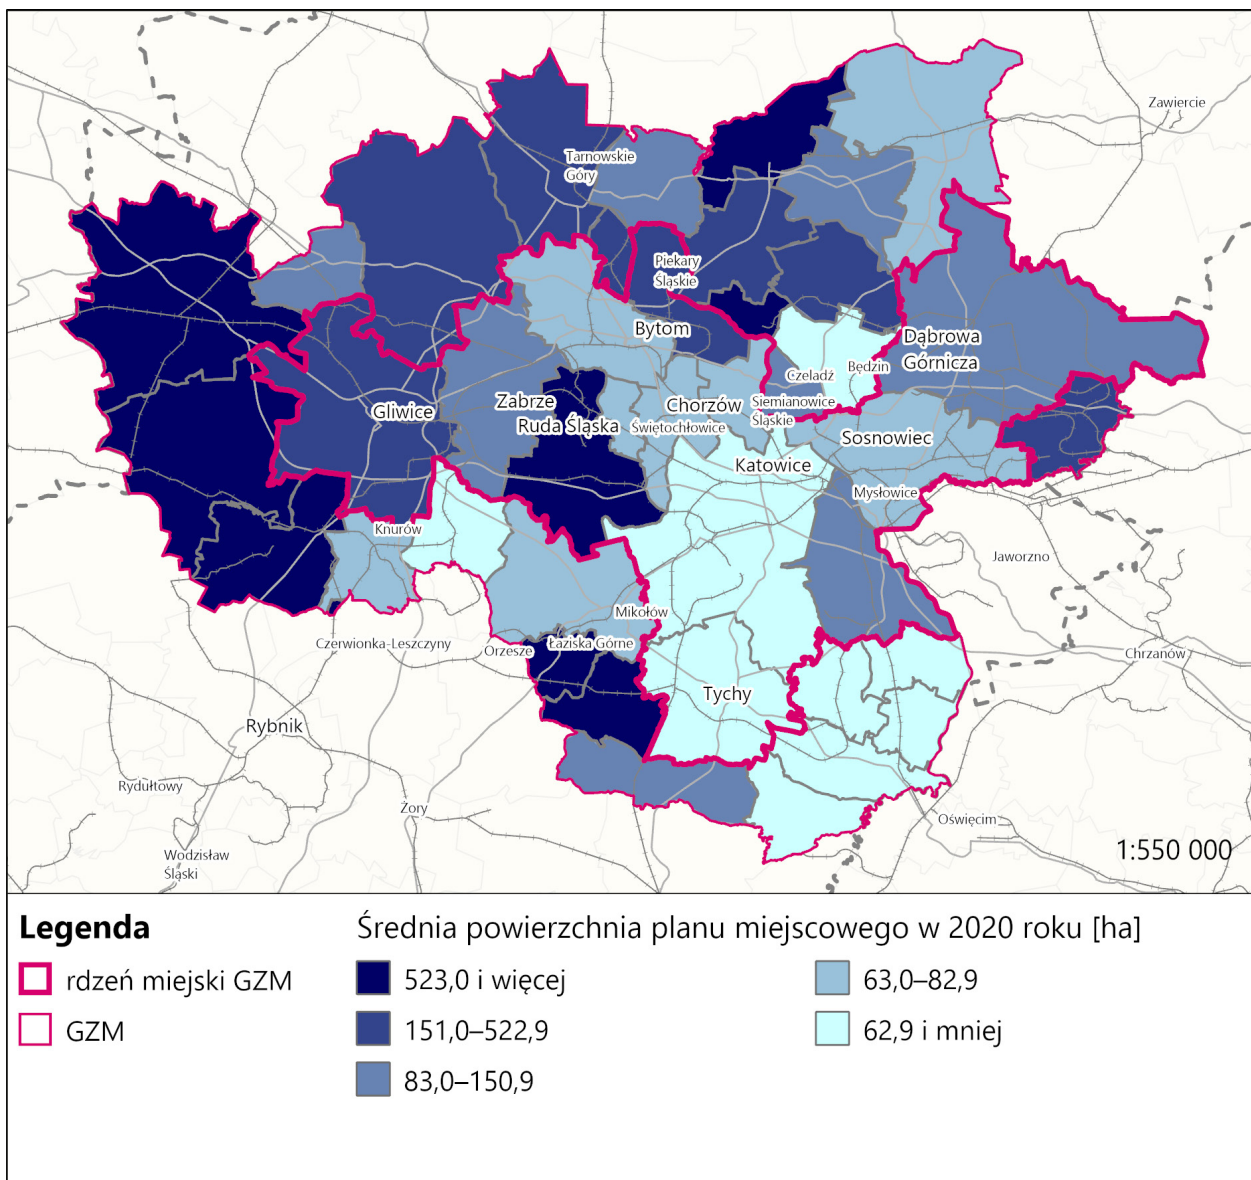 Zawiercie
Tarnowskie
Góry
Piekary
Śląskie
Bytom
Dąbrowa
Górnicza
Czeladź
Będzin
Zabrze
Gliwice
Chorzów
Siemianowice
Śląskie
Ruda Śląska
Świętochłowice
Sosnowiec
Katowice
Mysłowice
Knurów
Jaworzno
Mikołów
Czerwionka-Leszczyny
Orzesze
Łaziska Górne
Chrzanów
Tychy
Rybnik
Rydułtowy
Żory
Oświęcim
Wodzisław
Śląski
1:550 000
Legenda
rdzeń miejski GZM
GZM
Średnia powierzchnia planu miejscowego w 2020 roku [ha]
523,0 i więcej
151,0–522,9
83,0–150,9
63,0–82,9
62,9 i mniej